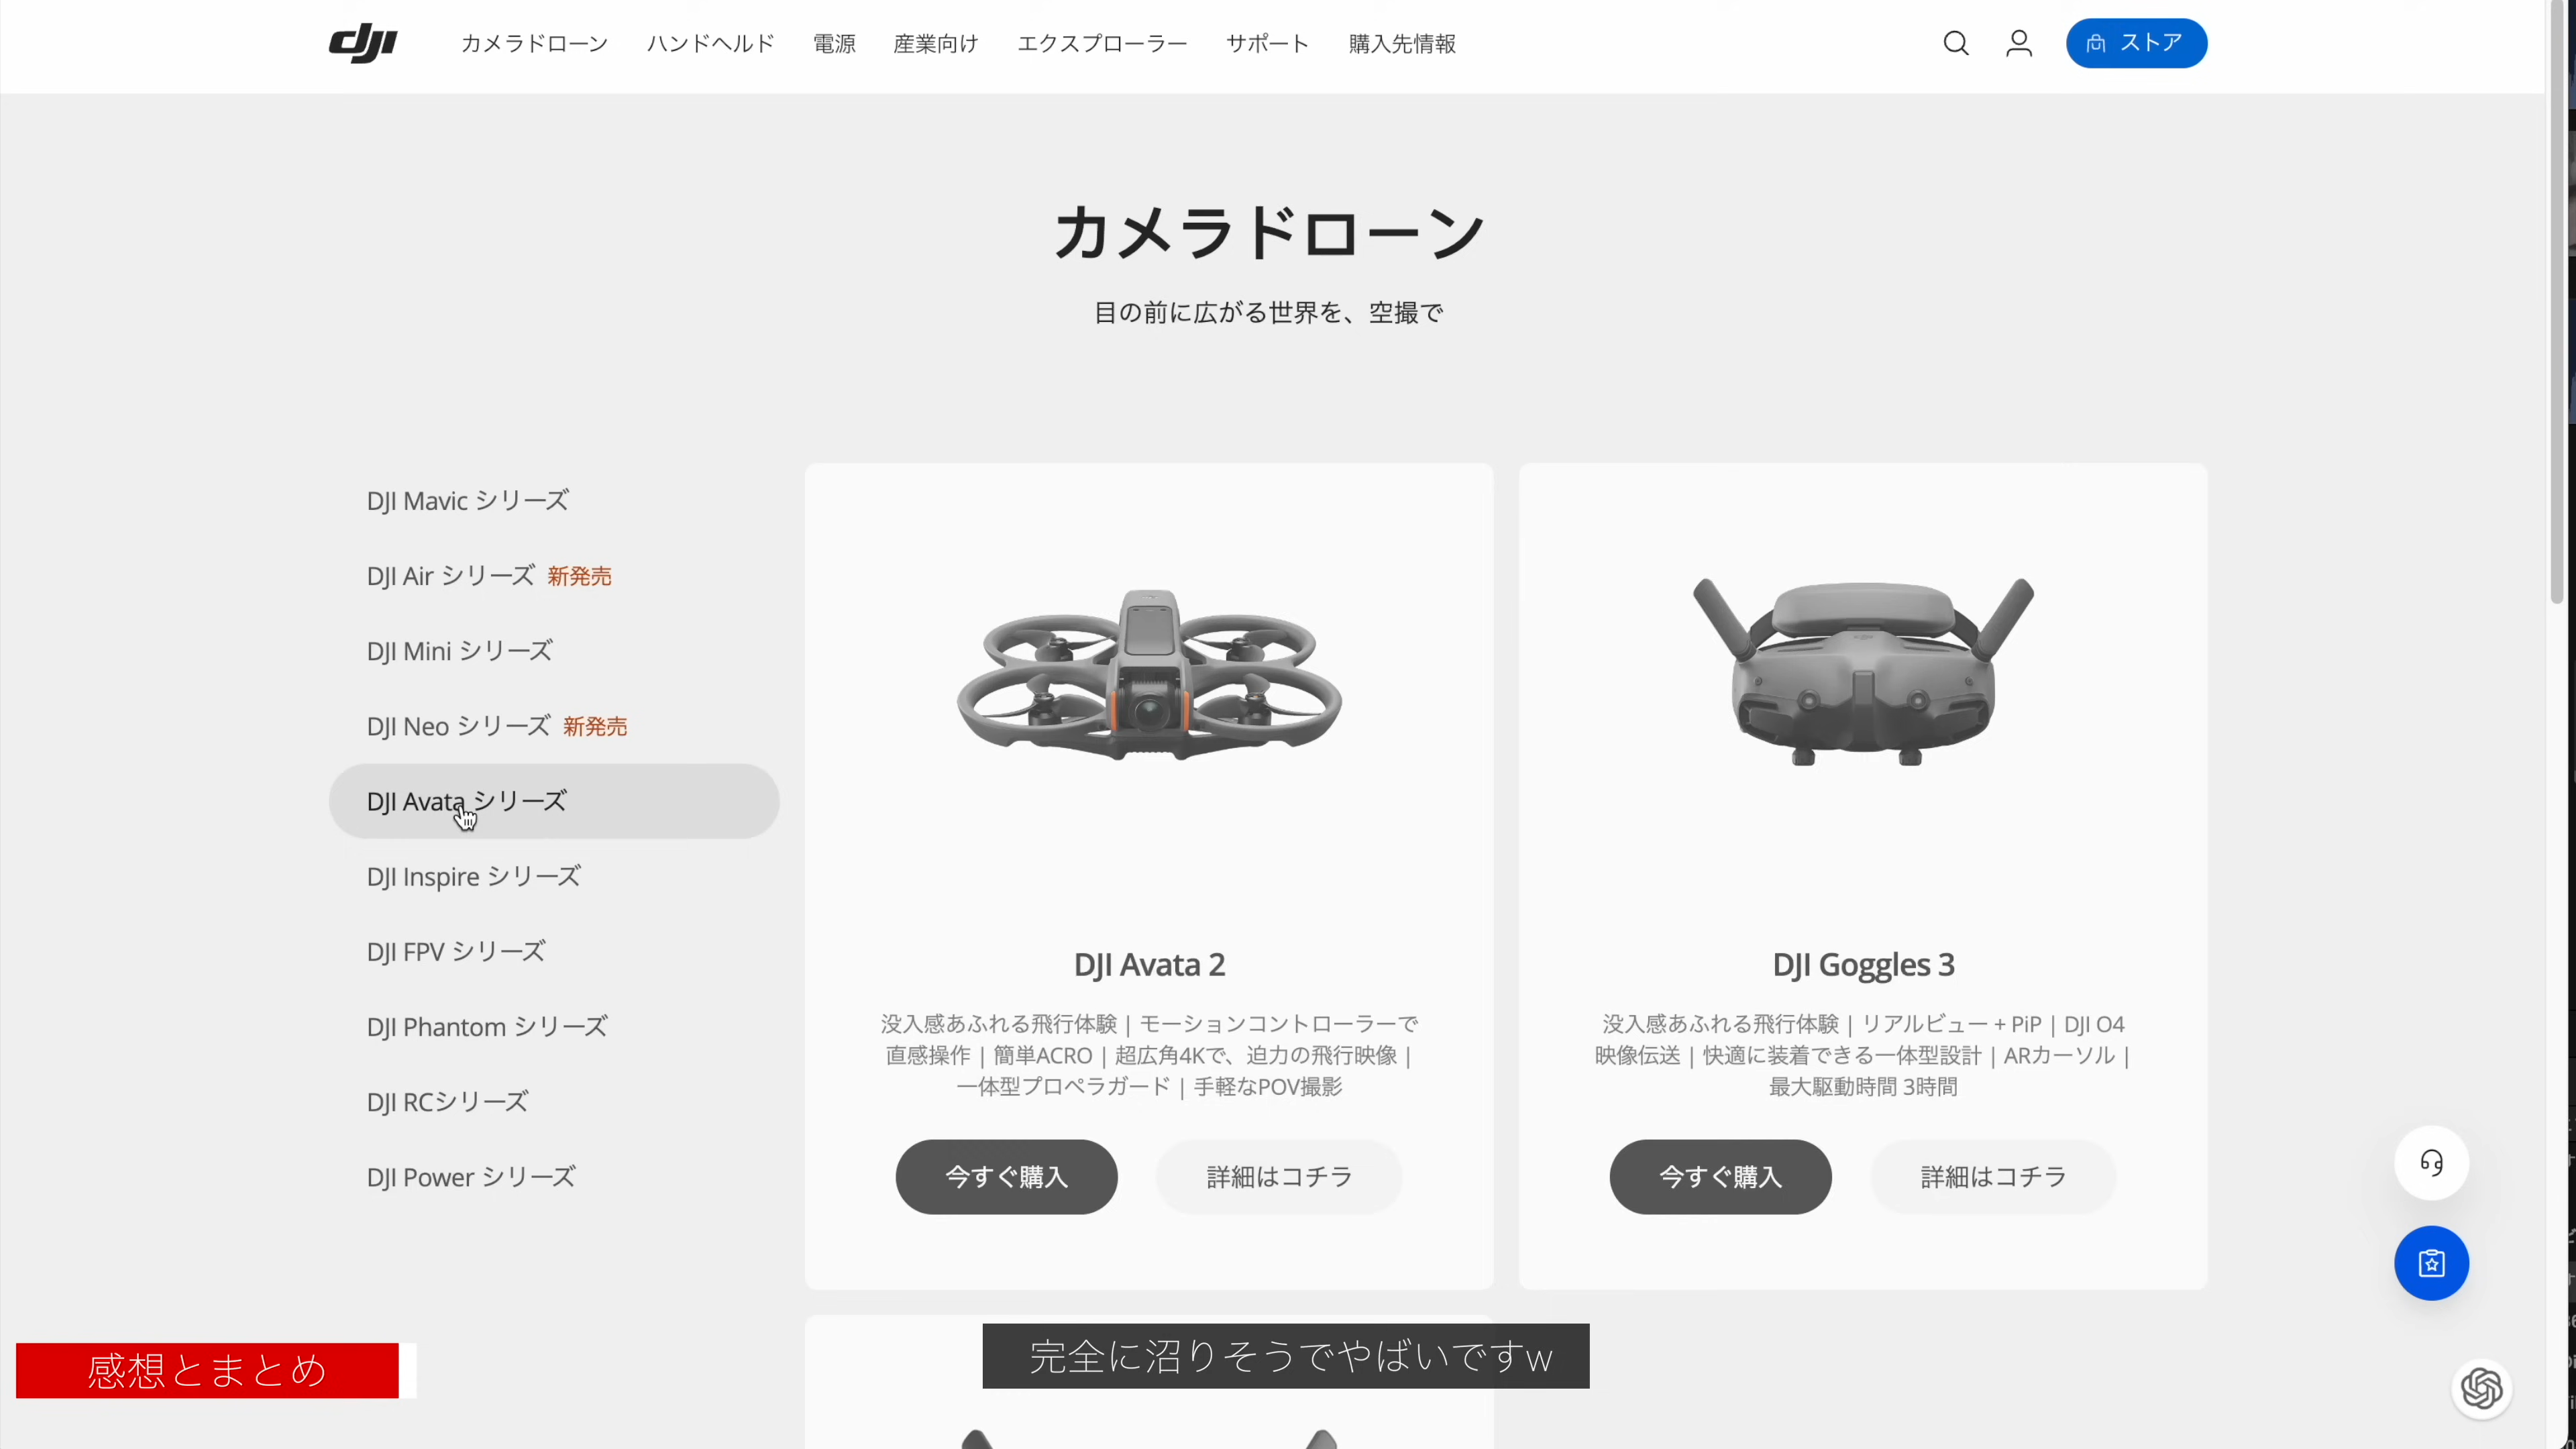 dji
カメラドローン
ハンドヘルド
電源
産業向け
エクスプローラー
サポート
購入先情報
ストア
カメラドローン
目の前に広がる世界を、空撮で
DJI Mavic シリーズ
DJI Air シリーズ 新発売
DJI Mini シリーズ
DJI Neo シリーズ 新発売
DJI Avata シリーズ
DJI Inspire シリーズ
DJI FPV シリーズ
DJI Phantom シリーズ
DJI RCシリーズ
DJI Power シリーズ
DJI Avata 2
没入感あふれる飛行体験 | モーションコントローラーで
直感操作 | 簡単ACRO | 超広角4Kで、迫力の飛行映像 |
一体型プロペラガード | 手軽なPOV撮影
今すぐ購入
詳細はコチラ
DJI Goggles 3
没入感あふれる飛行体験 | リアルビュー + PiP | DJI O4
映像伝送 | 快適に装着できる一体型設計 | ARカーソル |
最大駆動時間 3時間
今すぐ購入
詳細はコチラ
感想とまとめ
完全に沼りそうでやばいですw